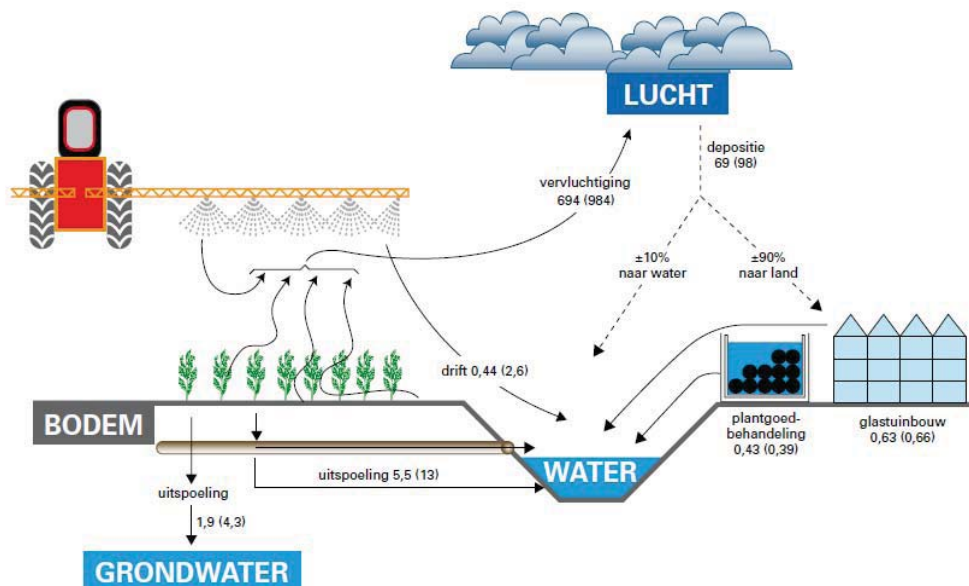 LUCHT
depositie
69 (98)
vervluchtiging
694 (984)
±10%
naar water
±90%
naar land
drift 0,44 (2,6)
BODEM
plantgoed-
behandeling
0,43 (0,39)
glastuinbouw
0,63 (0,66)
WATER
uitspoeling 5,5 (13)
uitspoeling
1,9 (4,3)
GRONDWATER